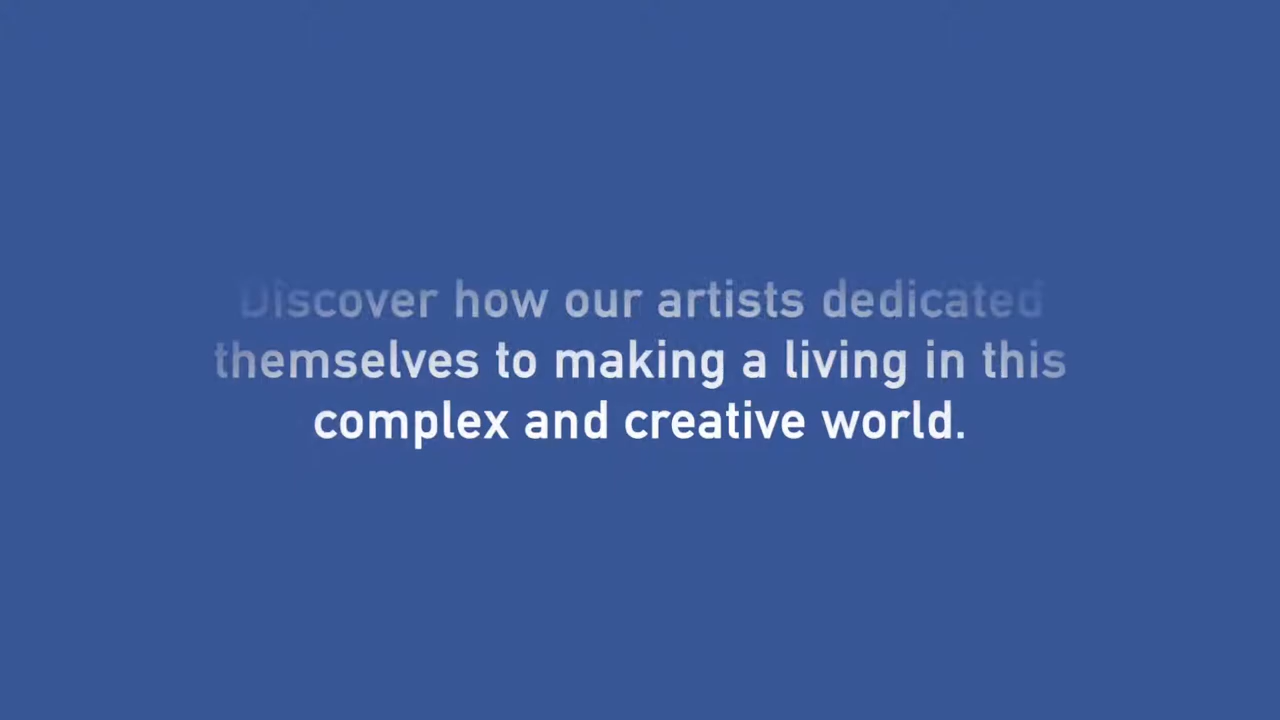 Discover how our artists dedicated
themselves to making a living in this
complex and creative world.